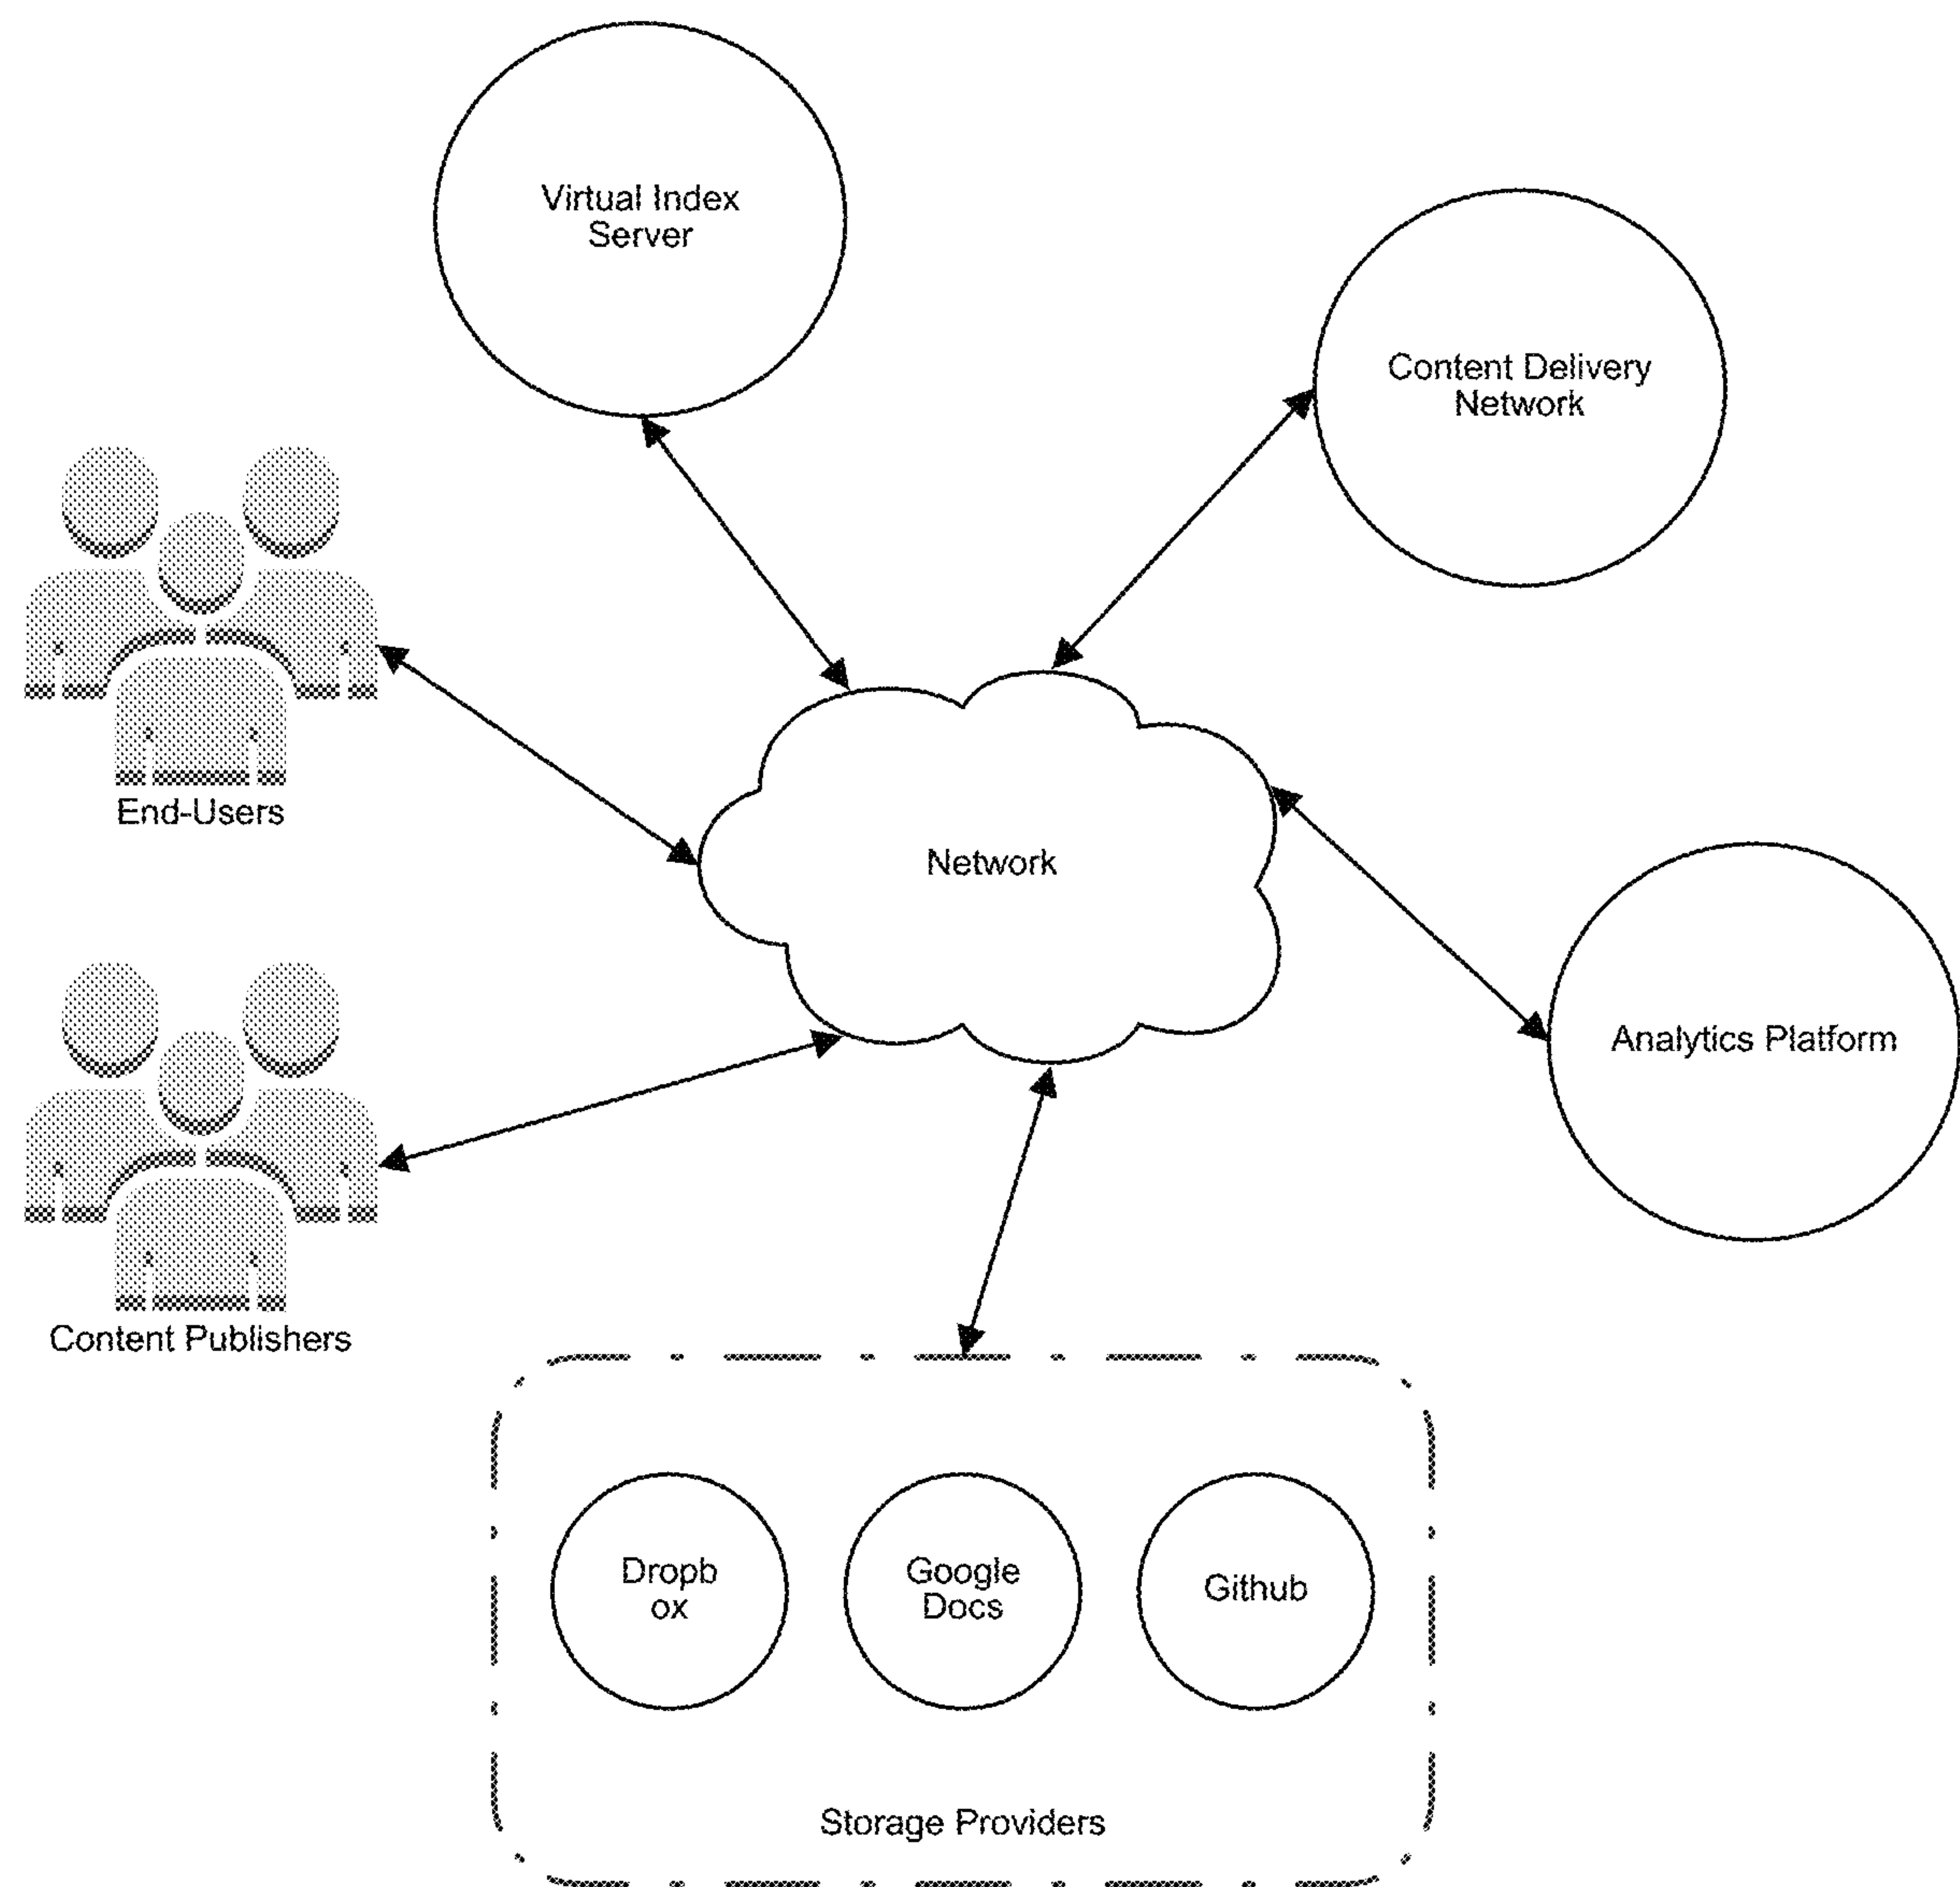 Virtual Index
Server
Content Delivery
Network
End-Users
Network
Analytics Platform
Content Publishers
Dropb
ox
Google
Docs
Github
Storage Providers